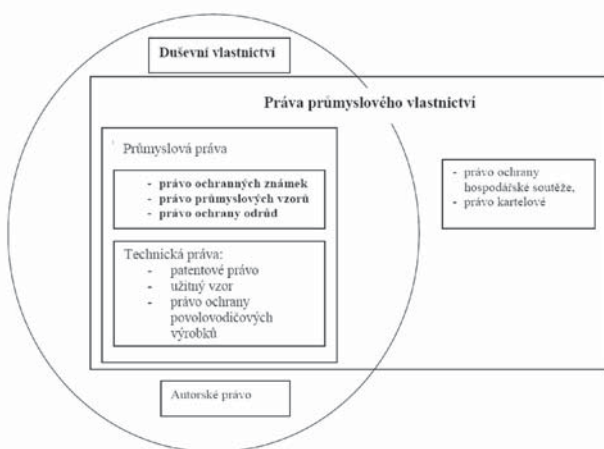 Duševní vlastnictví
Práva průmyslového vlastnictví
Průmyslová práva
- právo ochranných známek
- právo průmyslových vzorů
- právo ochrany odrůd
Technická práva:
- patentové právo
- užitný vzor
- právo ochrany
povolovodičových
výrobků
- právo ochrany
hospodářské soutěže,
- právo kartelové
Autorské právo